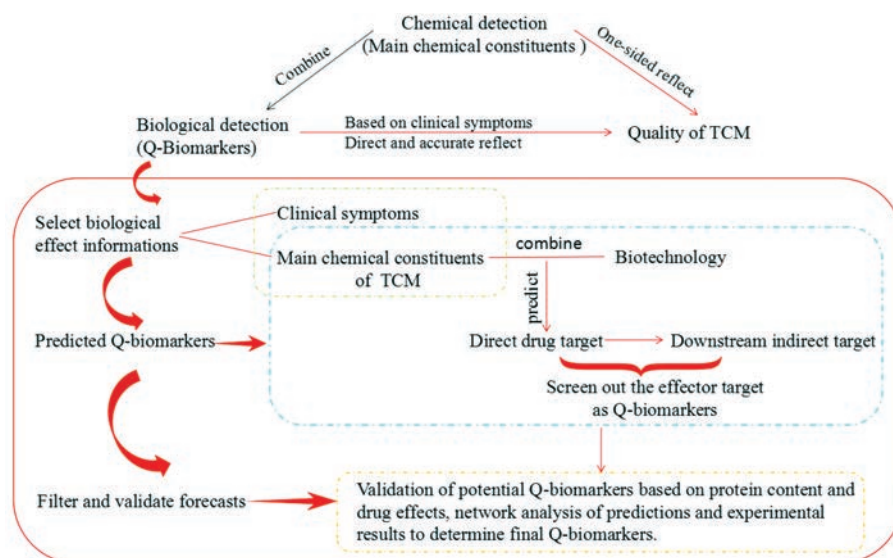 Chemical detection
(Main chemical constituents )
Combine
One-sided reflect
Biological detection
(Q-Biomarkers)
Based on clinical symptoms
Direct and accurate reflect
Quality of TCM
Select biological
effect informations
Clinical symptoms
Main chemical constituents
of TCM
combine
Biotechnology
predict
Predicted Q-biomarkers
Direct drug target
Downstream indirect target
Screen out the effector target
as Q-biomarkers
Filter and validate forecasts
Validation of potential Q-biomarkers based on protein content and
drug effects, network analysis of predictions and experimental
results to determine final Q-biomarkers.